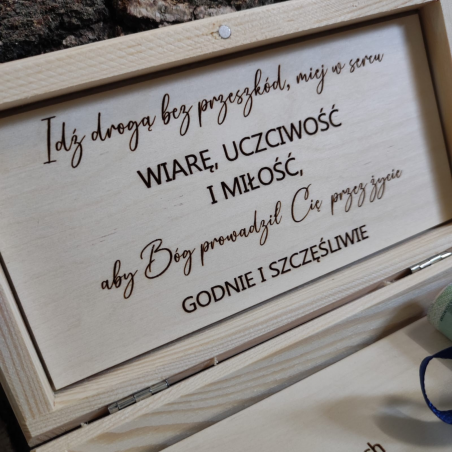 Idź drogą bez przeszkód, miej w sercu
WIARĘ, UCZCIWOŚĆ
I MIŁOŚĆ,
aby Bóg prowadził Cię przez życie
GODNIE I SZCZĘŚLIWIE